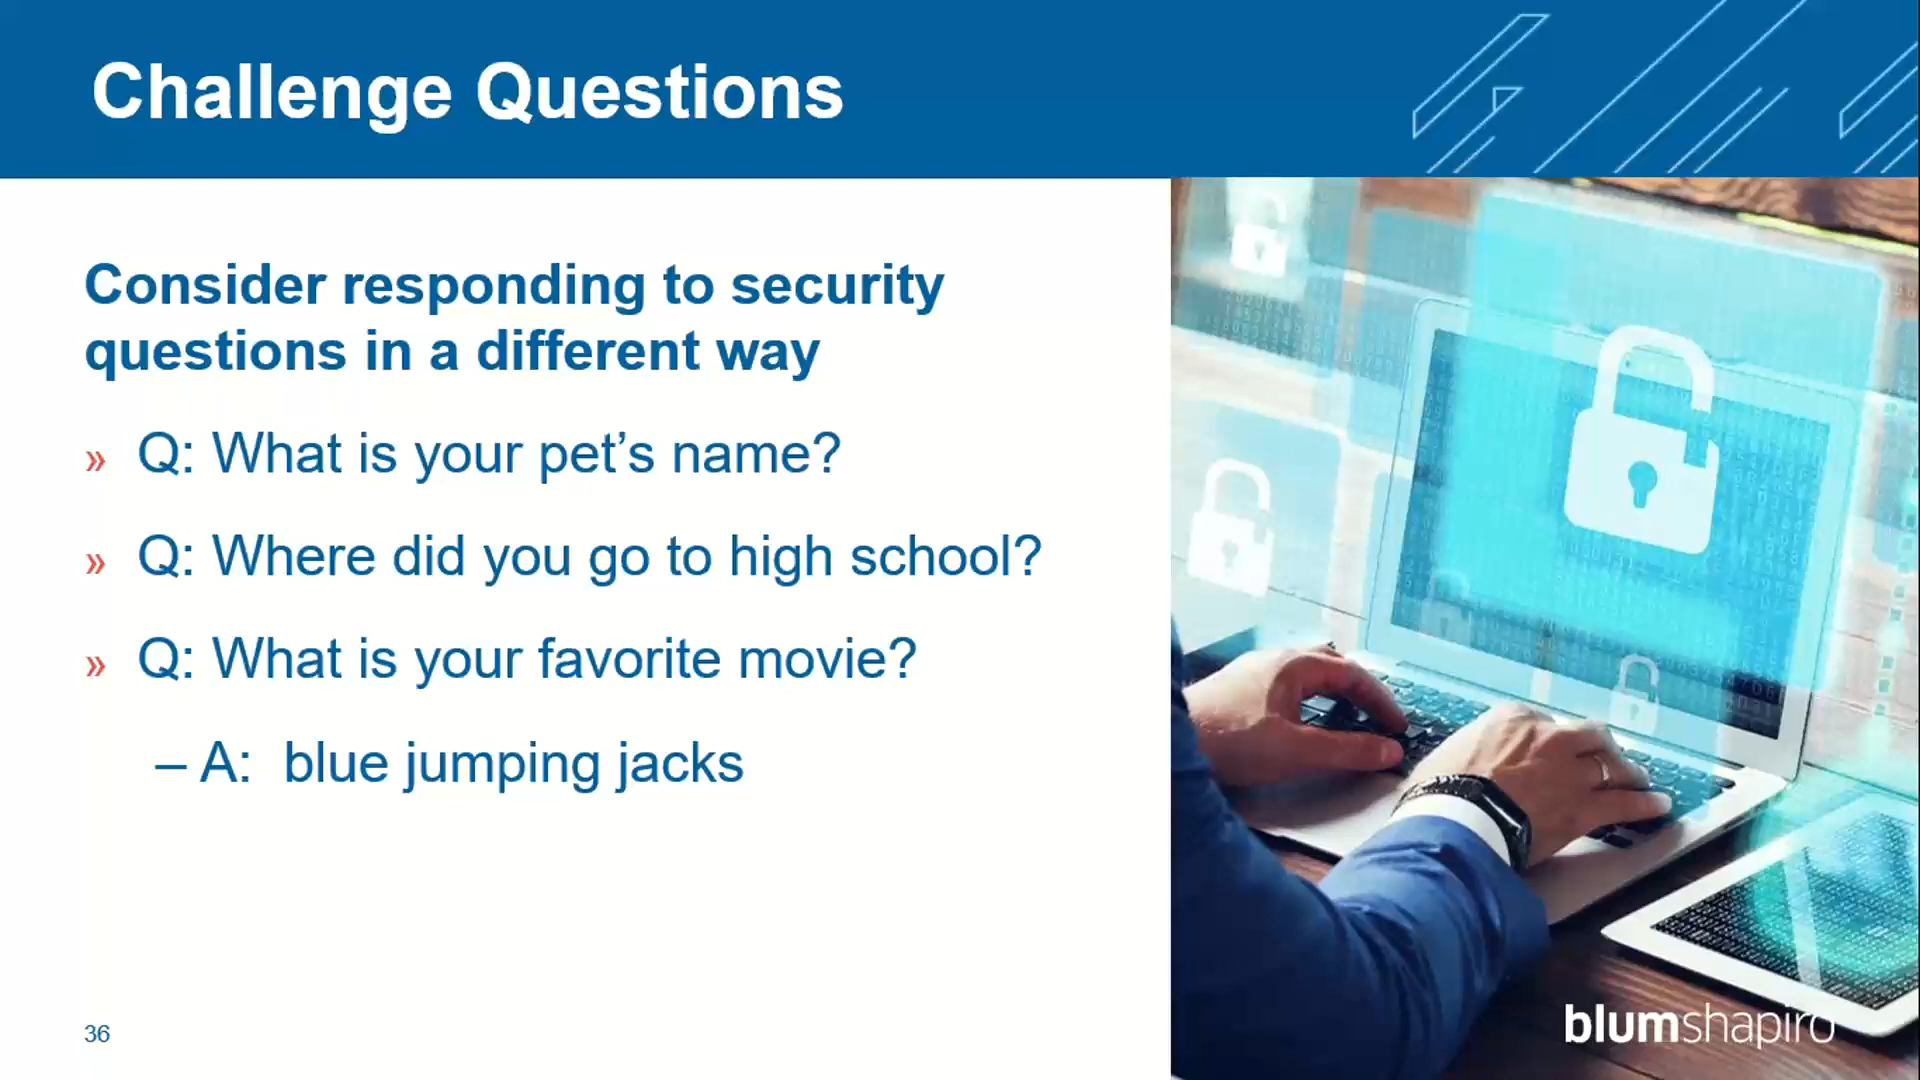 Challenge Questions
Consider responding to security
questions in a different way
» Q: What is your pet’s name?
» Q: Where did you go to high school?
» Q: What is your favorite movie?
– A:  blue jumping jacks
36
blumshapiro